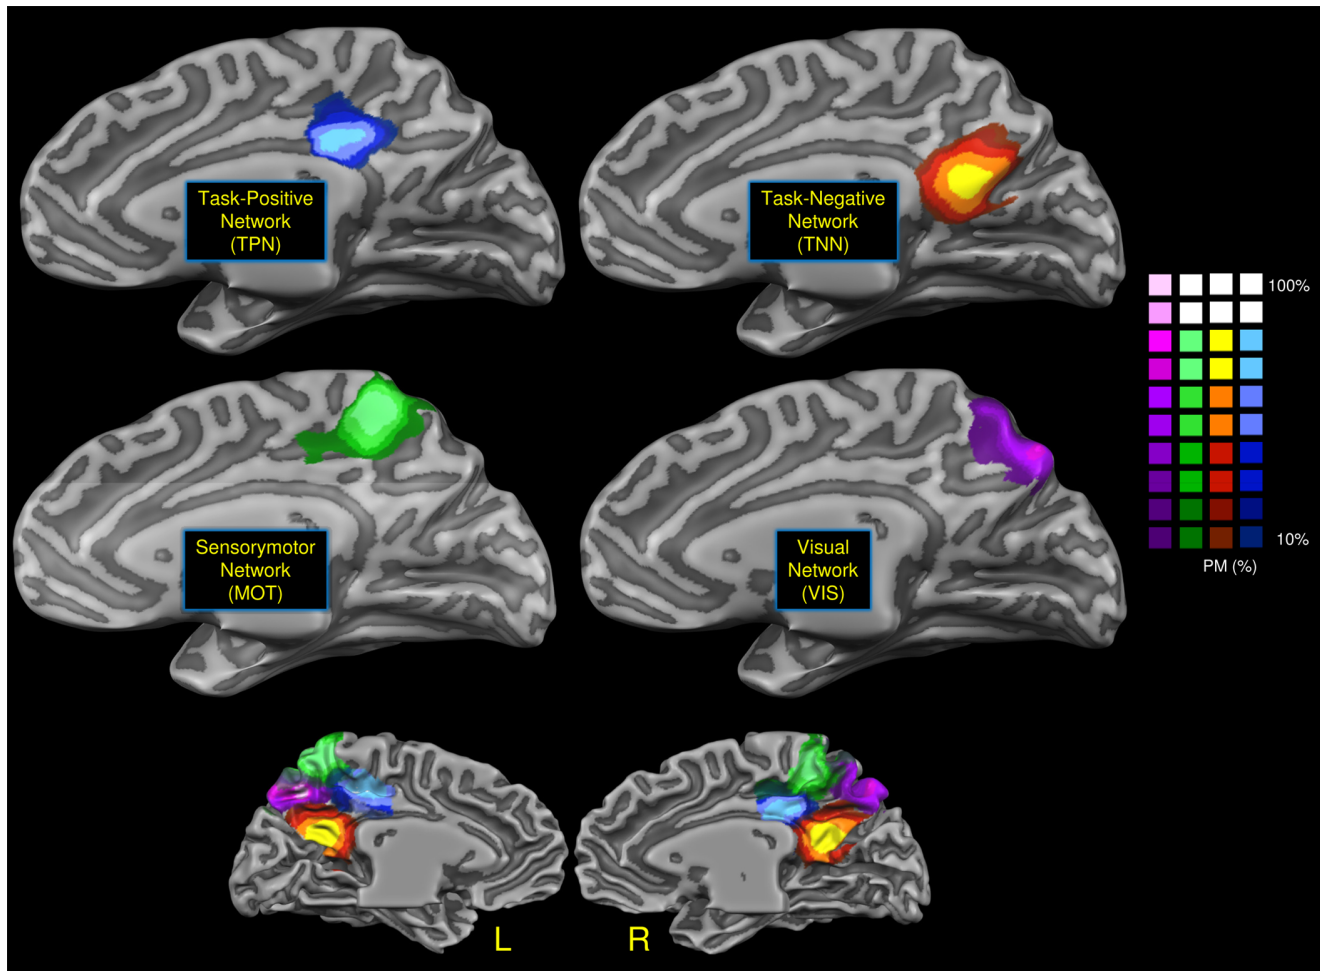 Task-Positive
Network
(TPN)
Task-Negative
Network
(TNN)
100%
10%
PM (%)
Sensorymotor
Network
(MOT)
Visual
Network
(VIS)
L
R